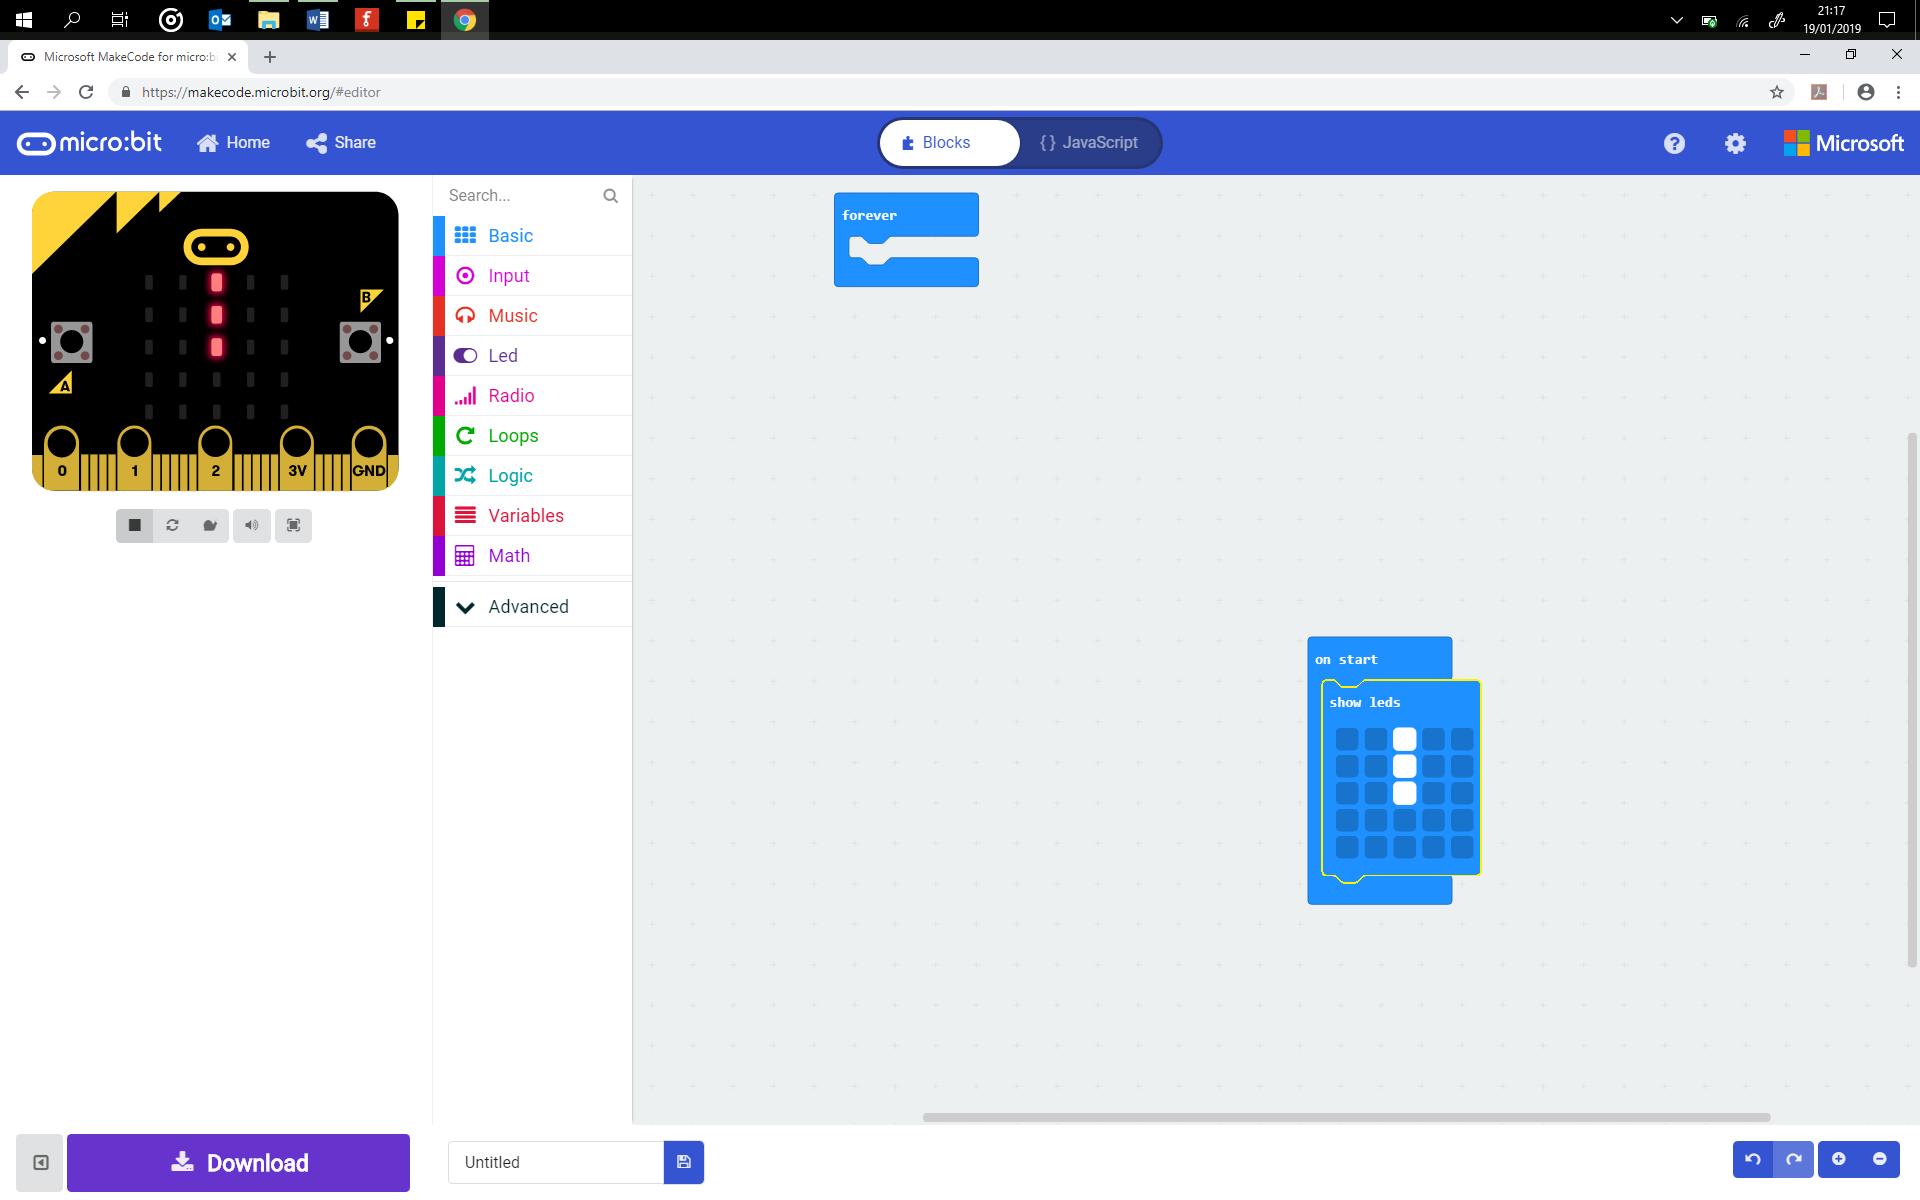 21:17
19/01/2019
Microsoft MakeCode for micro:b
https://makecode.microbit.org/#editor
micro:bit
Home
Share
Blocks
{} JavaScript
Microsoft
Search...
Basic
Input
Music
Led
Radio
Loops
Logic
Variables
Math
Advanced
B
A
0
1
2
3V
GND
forever
on start
show leds
Download
Untitled